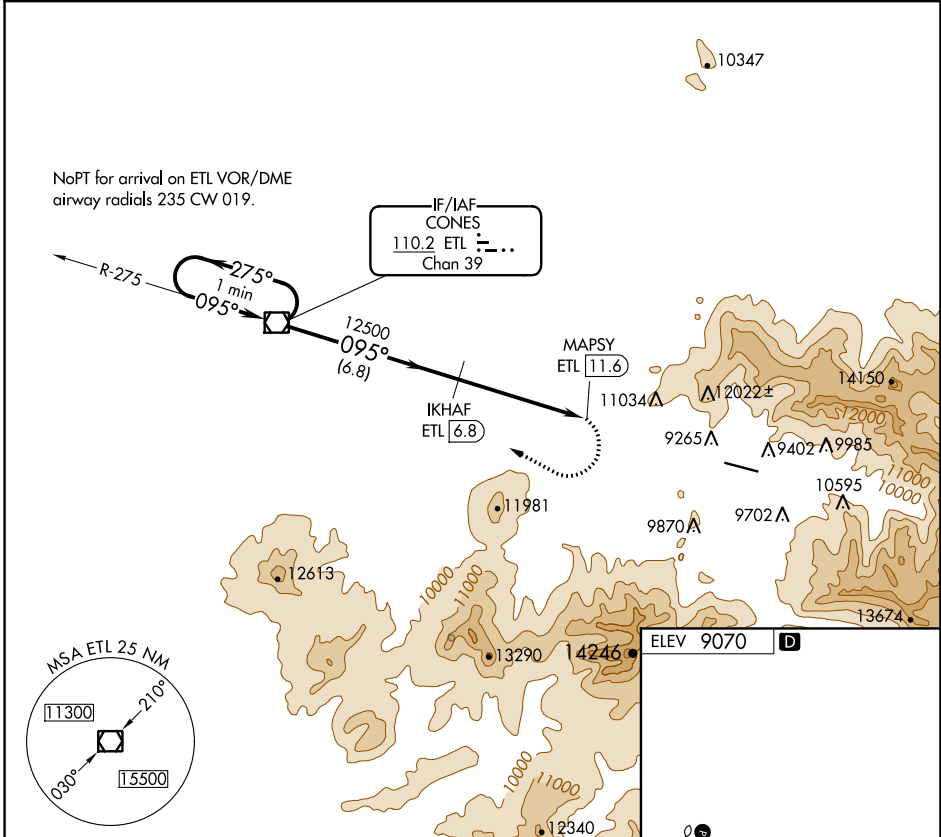 10347
NoPT for arrival on ETL VOR/DME
airway radials 235 CW 019.
IF/IAF
CONES
110.2 ETL
Chan 39
R-275
275°
1 min
095°
12500
095°
(6.8)
MAPSY
ETL 11.6
IKHAF
ETL 6.8
14150
11034
12022±
12000
9265
9402
9985
11000
10000
10595
11981
9870
9702
12613
10000
11000
13674
13290
14246
ELEV 9070 D
MSA ETL 25 NM
210°
11300
15500
030°
10000
11000
12340
P